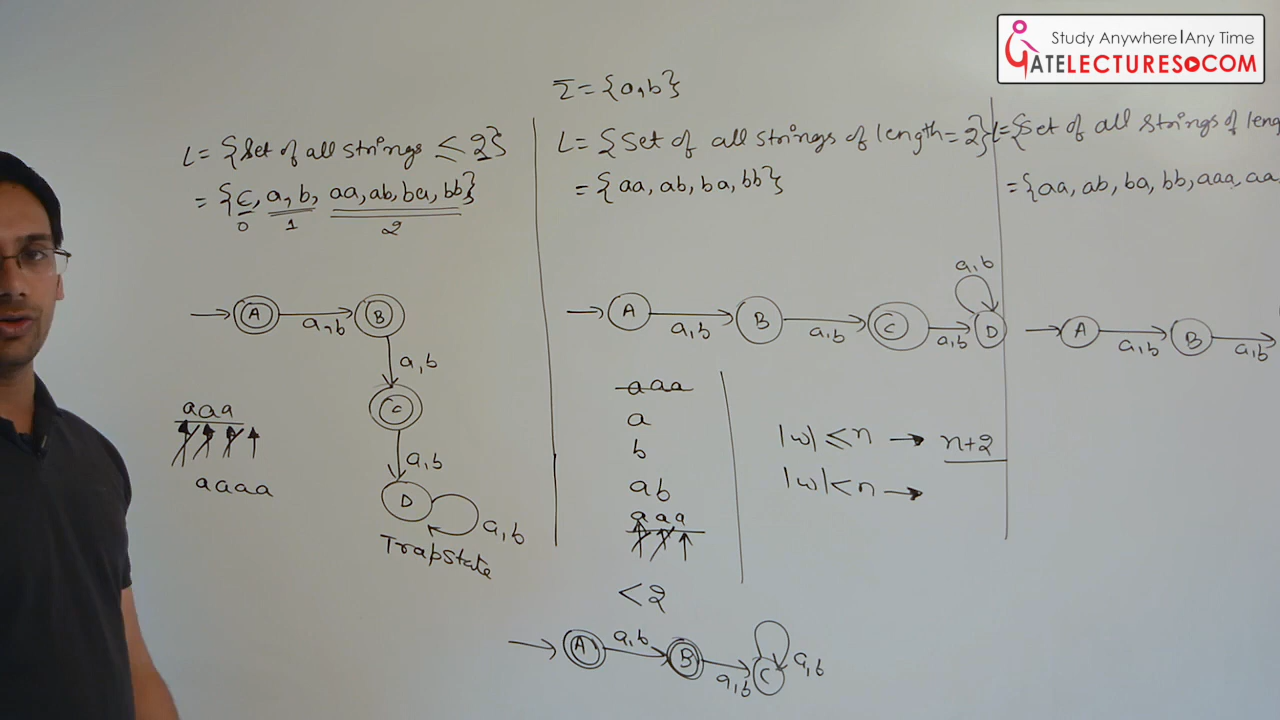 Study Anywhere | Any Time
GATELECTURES.COM
Σ = {a,b}
L = {Set of all strings ≤ 2}
= {ε, a, b, aa, ab, ba, bb}
0 1 2
A a,b B
a,b
C
a,b
D a,b
Trapstate
aaa
aaaa
L = {Set of all strings of length = 2}
= {aa, ab, ba, bb}
a,b
A a,b B a,b C a,b D
aaa
a
b
ab
aaa
<2
A a,b B a,b C a,b
|w| ≤ n → n+2
|w| < n →
L = {Set of all strings of leng
= {aa, ab, ba, bb, aaa, aa
A a,b B a,b